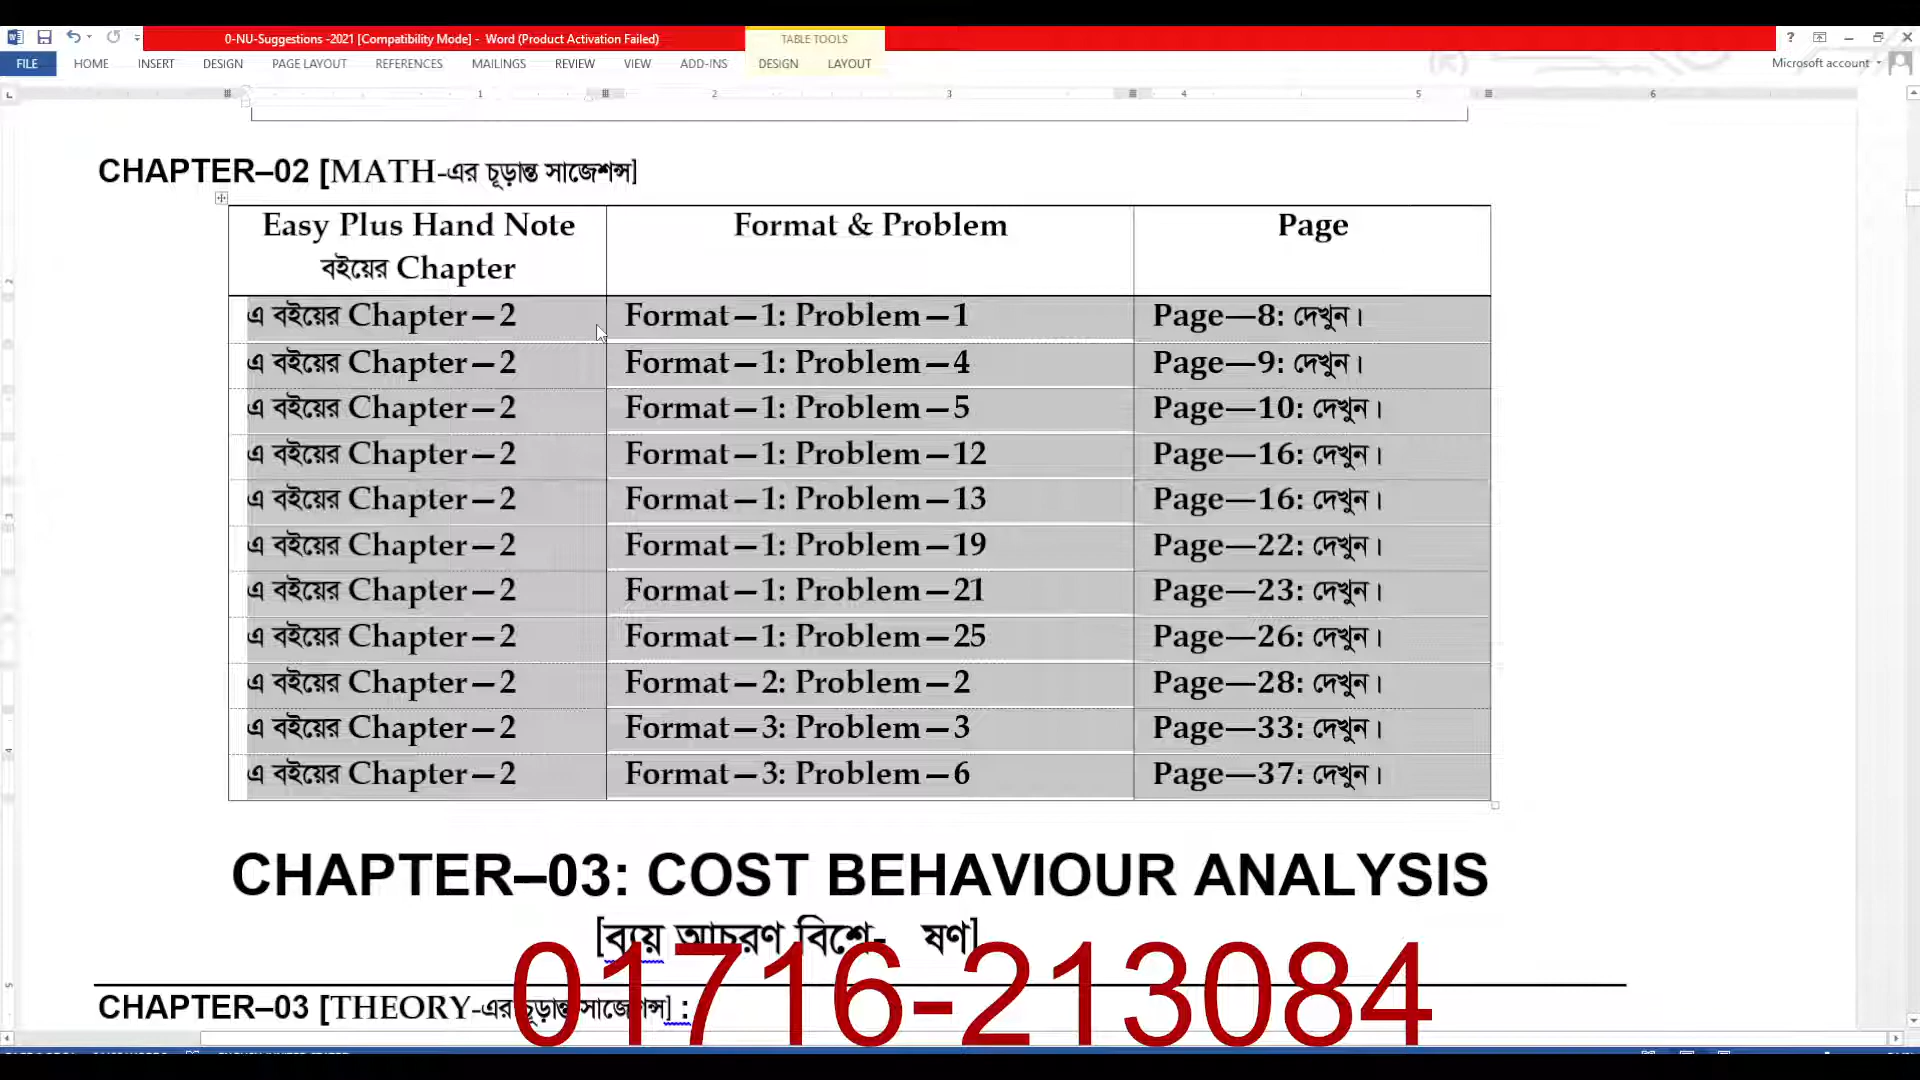 0-NU-Suggestions -2021 [Compatibility Mode] - Word (Product Activation Failed)
TABLE TOOLS
FILE HOME INSERT DESIGN PAGE LAYOUT REFERENCES MAILINGS REVIEW VIEW ADD-INS DESIGN LAYOUT Microsoft account
1 2 3 4 5 6
CHAPTER–02 [MATH-এর চূড়ান্ত সাজেশন্স]
Easy Plus Hand Note বইয়ের Chapter Format & Problem Page
এ বইয়ের Chapter–2 Format–1: Problem–1 Page—8: দেখুন।
এ বইয়ের Chapter–2 Format–1: Problem–4 Page—9: দেখুন।
এ বইয়ের Chapter–2 Format–1: Problem–5 Page—10: দেখুন।
এ বইয়ের Chapter–2 Format–1: Problem–12 Page—16: দেখুন।
এ বইয়ের Chapter–2 Format–1: Problem–13 Page—16: দেখুন।
এ বইয়ের Chapter–2 Format–1: Problem–19 Page—22: দেখুন।
এ বইয়ের Chapter–2 Format–1: Problem–21 Page—23: দেখুন।
এ বইয়ের Chapter–2 Format–1: Problem–25 Page—26: দেখুন।
এ বইয়ের Chapter–2 Format–2: Problem–2 Page—28: দেখুন।
এ বইয়ের Chapter–2 Format–3: Problem–3 Page—33: দেখুন।
এ বইয়ের Chapter–2 Format–3: Problem–6 Page—37: দেখুন।
CHAPTER–03: COST BEHAVIOUR ANALYSIS
[ব্যয় আচরণ বিশে- ষণ]
01716-213084
CHAPTER–03 [THEORY-এর চূড়ান্ত সাজেশন্স] :